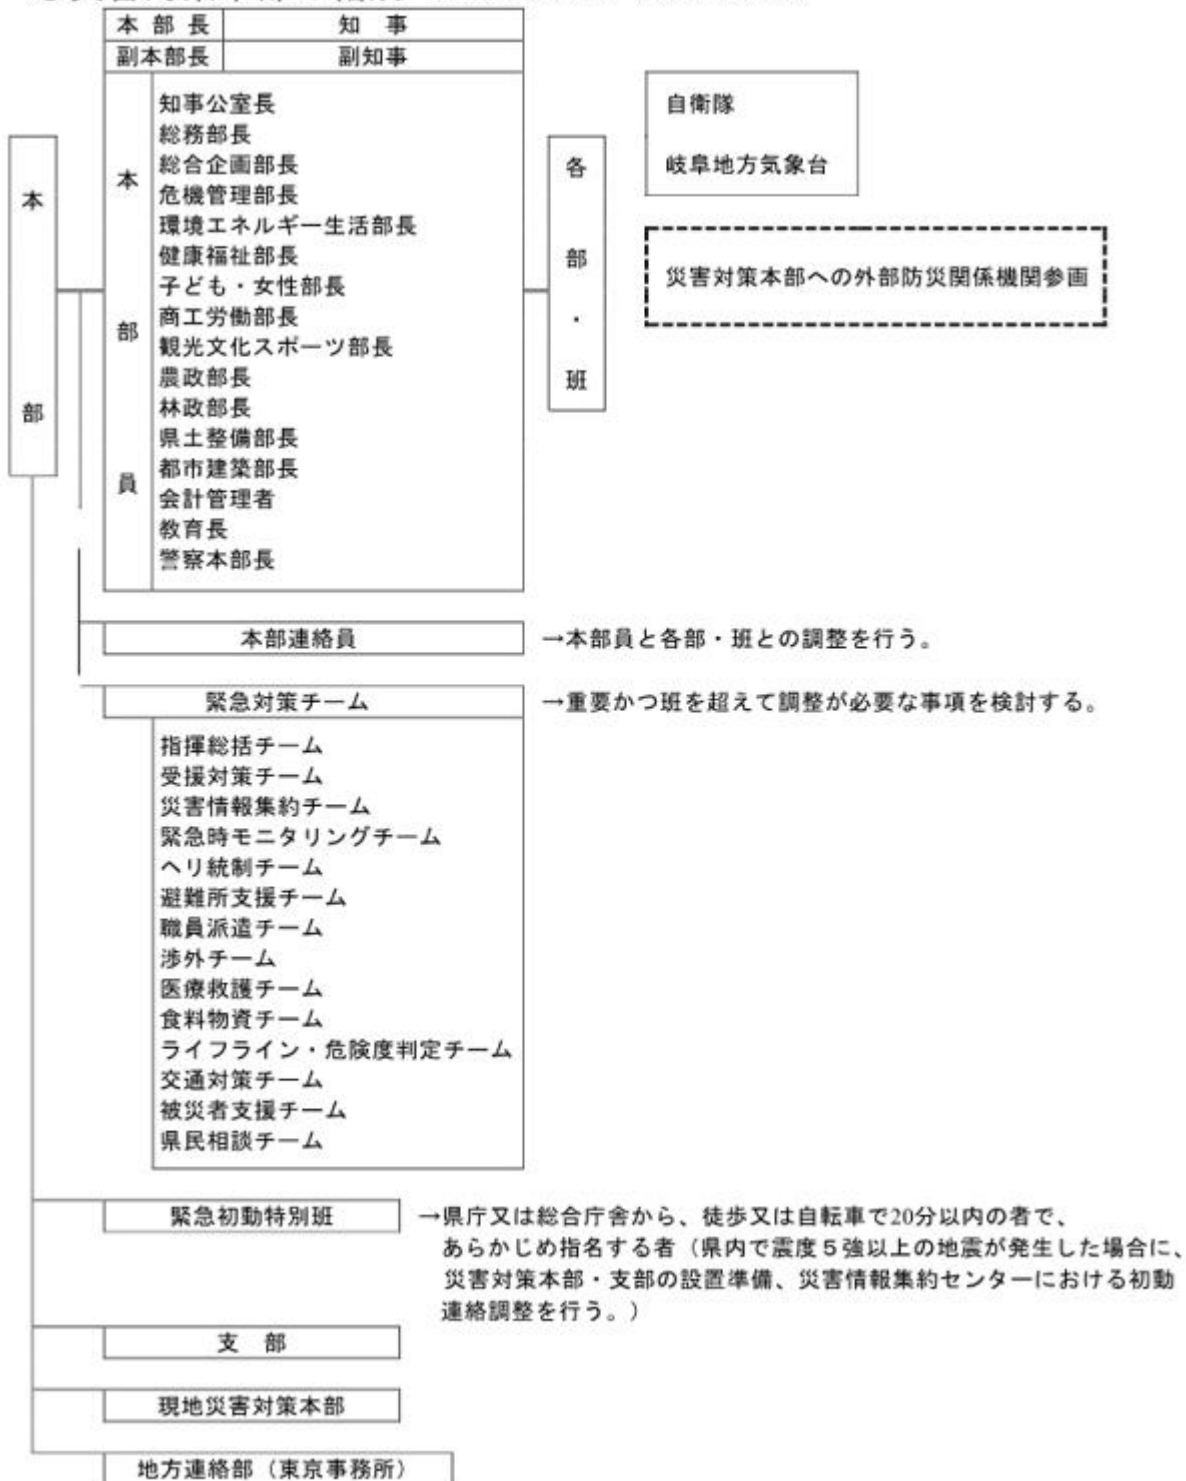 本部長 知事
副本部長 副知事
本部
本部員
知事公室長
総務部長
総合企画部長
危機管理部長
環境エネルギー生活部長
健康福祉部長
子ども・女性部長
商工労働部長
観光文化スポーツ部長
農政部長
林政部長
県土整備部長
都市建築部長
会計管理者
教育長
警察本部長
各部・班
自衛隊
岐阜地方気象台
災害対策本部への外部防災関係機関参画
本部連絡員 →本部員と各部・班との調整を行う。
緊急対策チーム →重要かつ班を超えて調整が必要な事項を検討する。
指揮総括チーム
受援対策チーム
災害情報集約チーム
緊急時モニタリングチーム
ヘリ統制チーム
避難所支援チーム
職員派遣チーム
渉外チーム
医療救護チーム
食料物資チーム
ライフライン・危険度判定チーム
交通対策チーム
被災者支援チーム
県民相談チーム
緊急初動特別班 →県庁又は総合庁舎から、徒歩又は自転車で20分以内の者で、
あらかじめ指名する者（県内で震度５強以上の地震が発生した場合に、
災害対策本部・支部の設置準備、災害情報集約センターにおける初動
連絡調整を行う。）
支部
現地災害対策本部
地方連絡部（東京事務所）